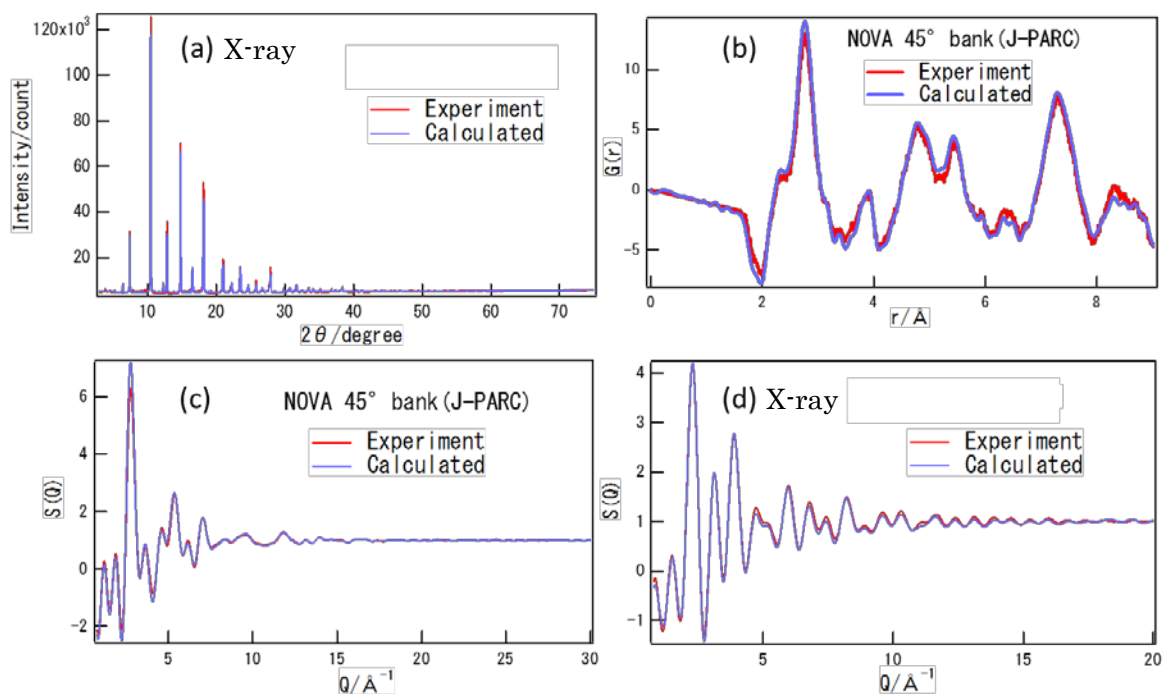 (a) X-ray
Experiment
Calculated
Intensity/count
120x10³
100
80
60
40
20
10 20 30 40 50 60 70
2θ/degree
(b) NOVA 45° bank(J-PARC)
Experiment
Calculated
G(r)
10
5
0
-5
0 2 4 6 8
r/Å
(c) NOVA 45° bank(J-PARC)
Experiment
Calculated
S(Q)
6
4
2
0
-2
5 10 15 20 25 30
Q/Å⁻¹
(d) X-ray
Experiment
Calculated
S(Q)
4
3
2
1
0
-1
5 10 15 20
Q/Å⁻¹